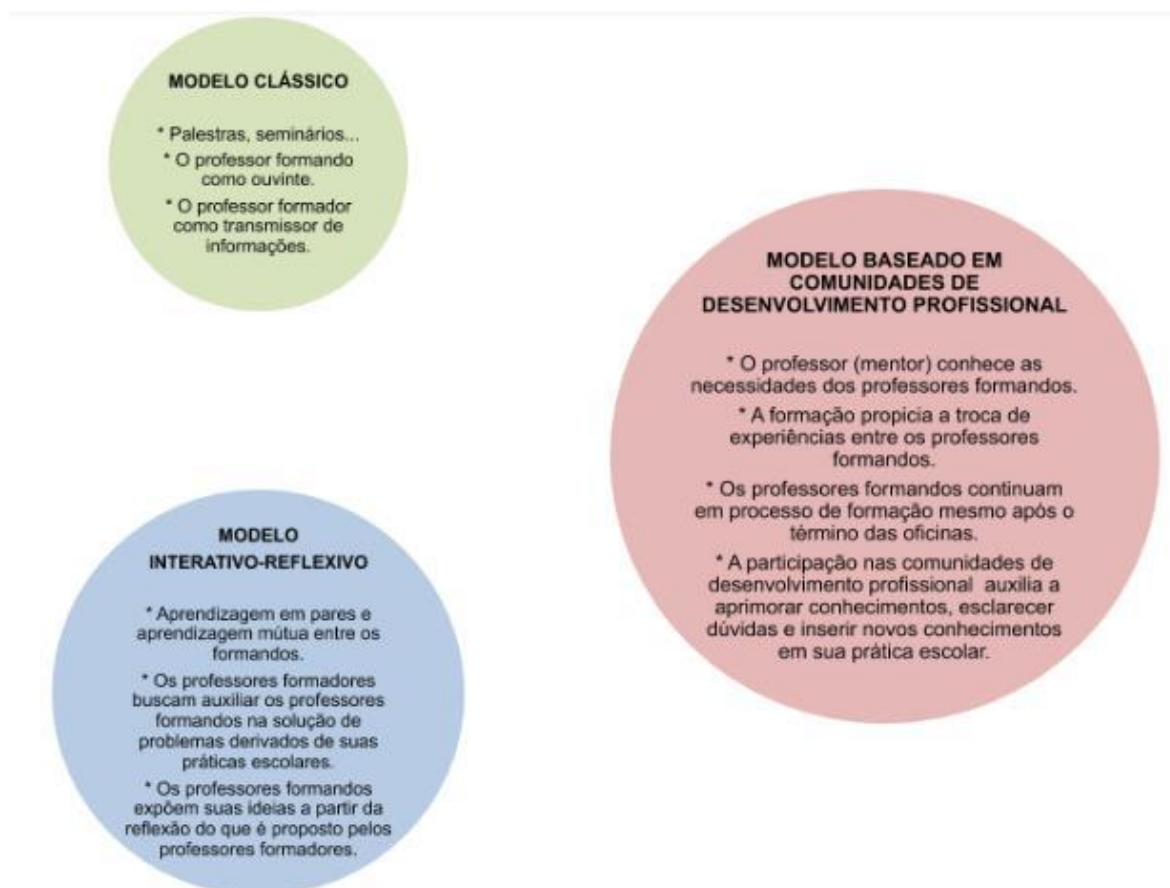 MODELO CLÁSSICO
* Palestras, seminários...
* O professor formando
como ouvinte.
* O professor formador
como transmissor de
informações.
MODELO
INTERATIVO-REFLEXIVO
* Aprendizagem em pares e
aprendizagem mútua entre os
formandos.
* Os professores formadores
buscam auxiliar os professores
formandos na solução de
problemas derivados de suas
práticas escolares.
* Os professores formandos
expõem suas ideias a partir da
reflexão do que é proposto pelos
professores formadores.
MODELO BASEADO EM
COMUNIDADES DE
DESENVOLVIMENTO PROFISSIONAL
* O professor (mentor) conhece as
necessidades dos professores formandos.
* A formação propicia a troca de
experiências entre os professores
formandos.
* Os professores formandos continuam
em processo de formação mesmo após o
término das oficinas.
* A participação nas comunidades de
desenvolvimento profissional auxilia a
aprimorar conhecimentos, esclarecer
dúvidas e inserir novos conhecimentos
em sua prática escolar.